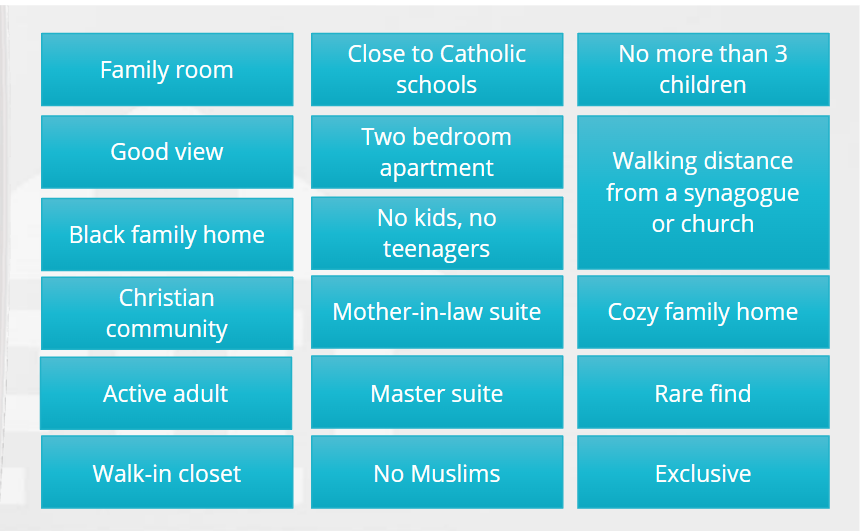 Family room
Close to Catholic
schools
No more than 3
children
Good view
Two bedroom
apartment
Walking distance
from a synagogue
or church
Black family home
No kids, no
teenagers
Christian
community
Mother-in-law suite
Cozy family home
Active adult
Master suite
Rare find
Walk-in closet
No Muslims
Exclusive